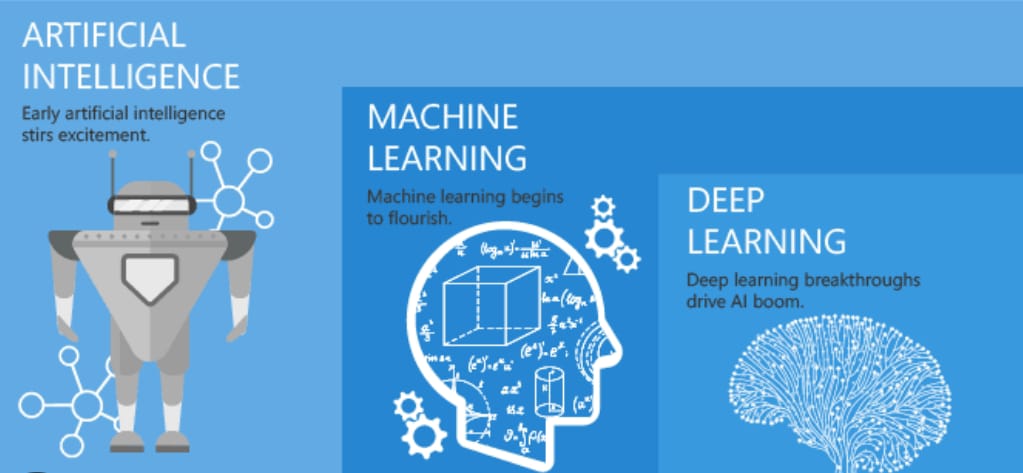 ARTIFICIAL
INTELLIGENCE
Early artificial intelligence
stirs excitement.
MACHINE
LEARNING
Machine learning begins
to flourish.
DEEP
LEARNING
Deep learning breakthroughs
drive AI boom.